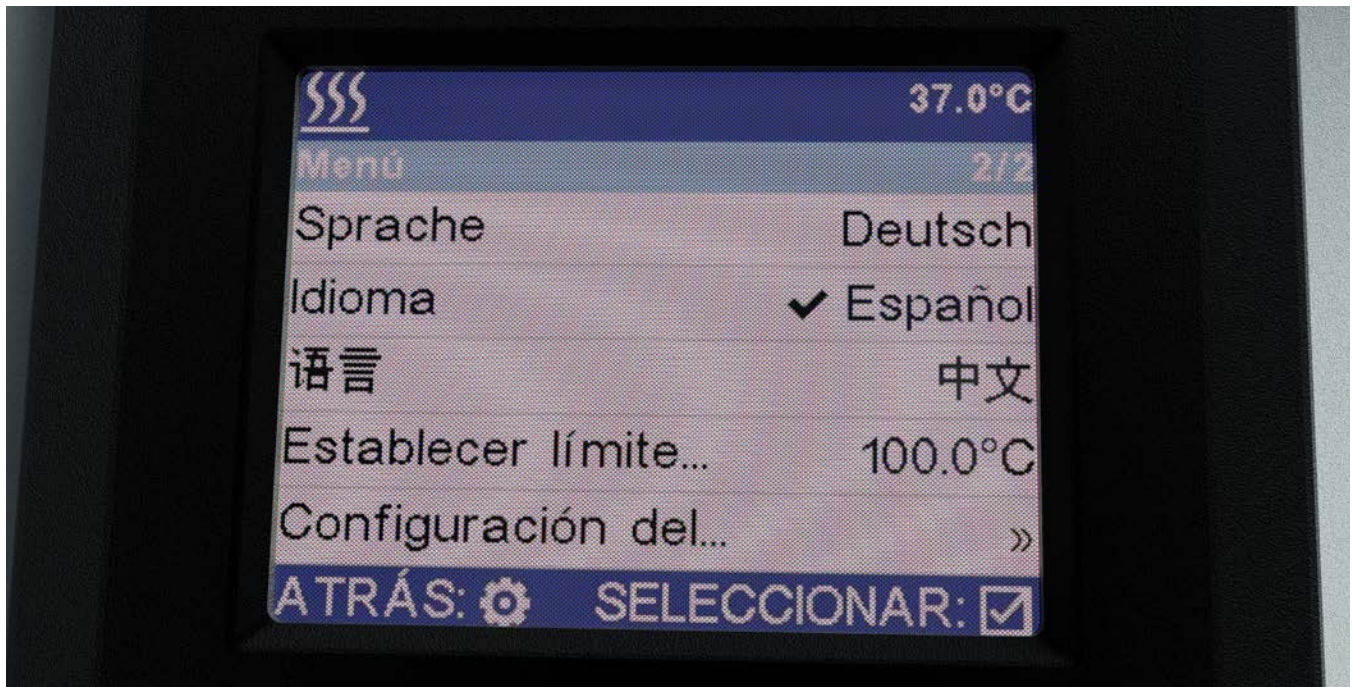 37.0°C
Menú 2/2
Sprache Deutsch
Idioma ✔ Español
语言 中文
Establecer límite... 100.0°C
Configuración del... »
ATRÁS: SELECCIONAR: